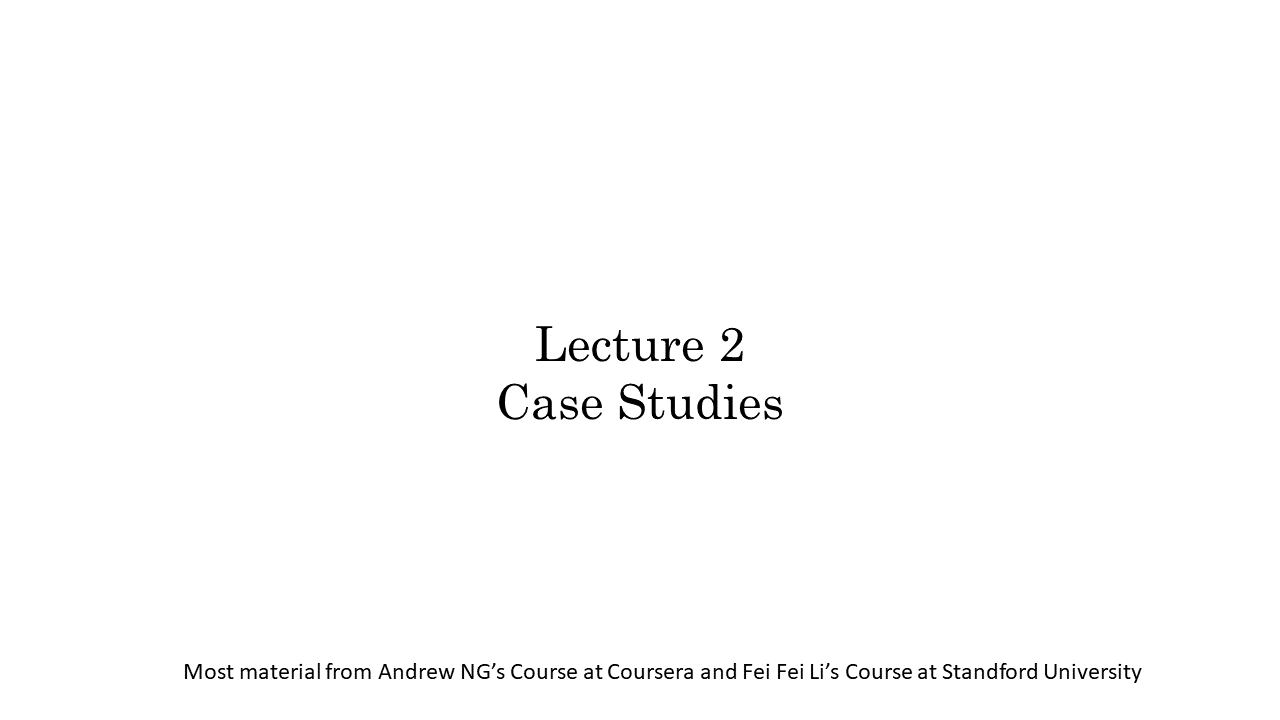 Lecture 2
Case Studies
Most material from Andrew NG’s Course at Coursera and Fei Fei Li’s Course at Standford University